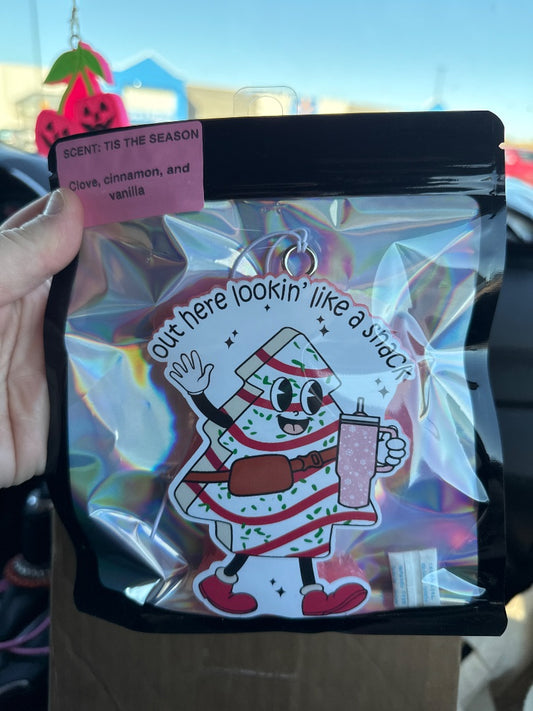 SCENT: TIS THE SEASON
Clove, cinnamon, and
vanilla
out here lookin' like a snack